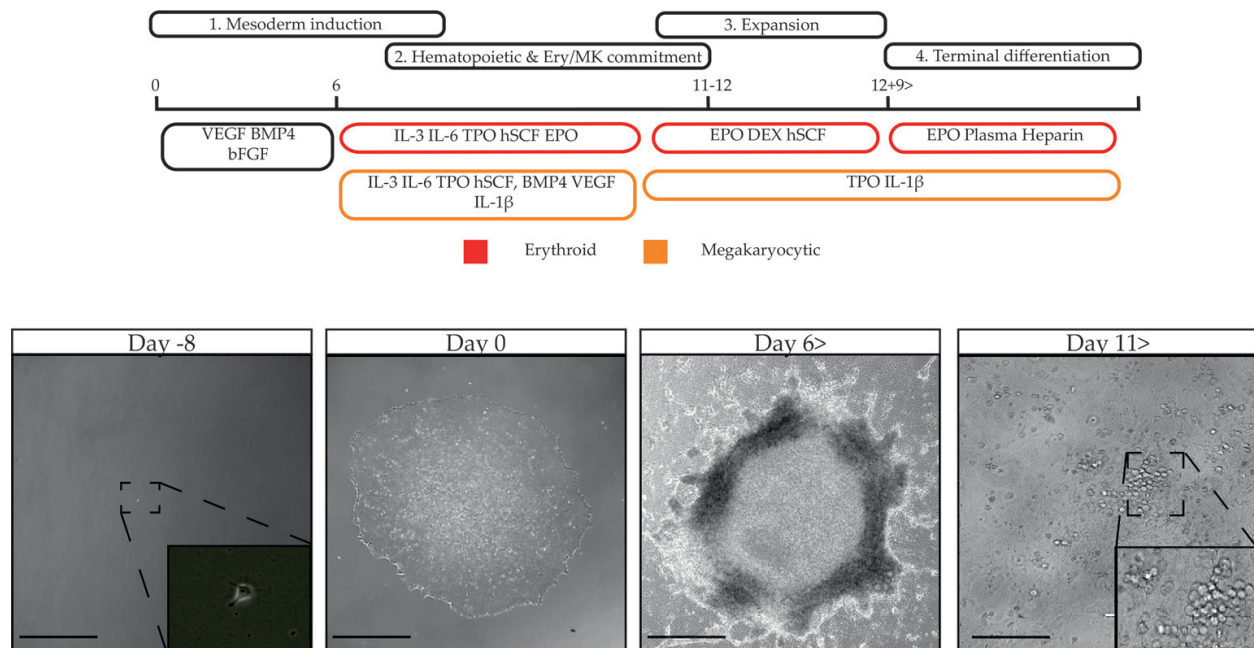 1. Mesoderm induction
3. Expansion
2. Hematopoietic & Ery/MK commitment
4. Terminal differentiation
0
6
11-12
12+9>
VEGF BMP4
bFGF
IL-3 IL-6 TPO hSCF EPO
EPO DEX hSCF
EPO Plasma Heparin
IL-3 IL-6 TPO hSCF, BMP4 VEGF
IL-1β
TPO IL-1β
Erythroid
Megakaryocytic
Day -8
Day 0
Day 6>
Day 11>